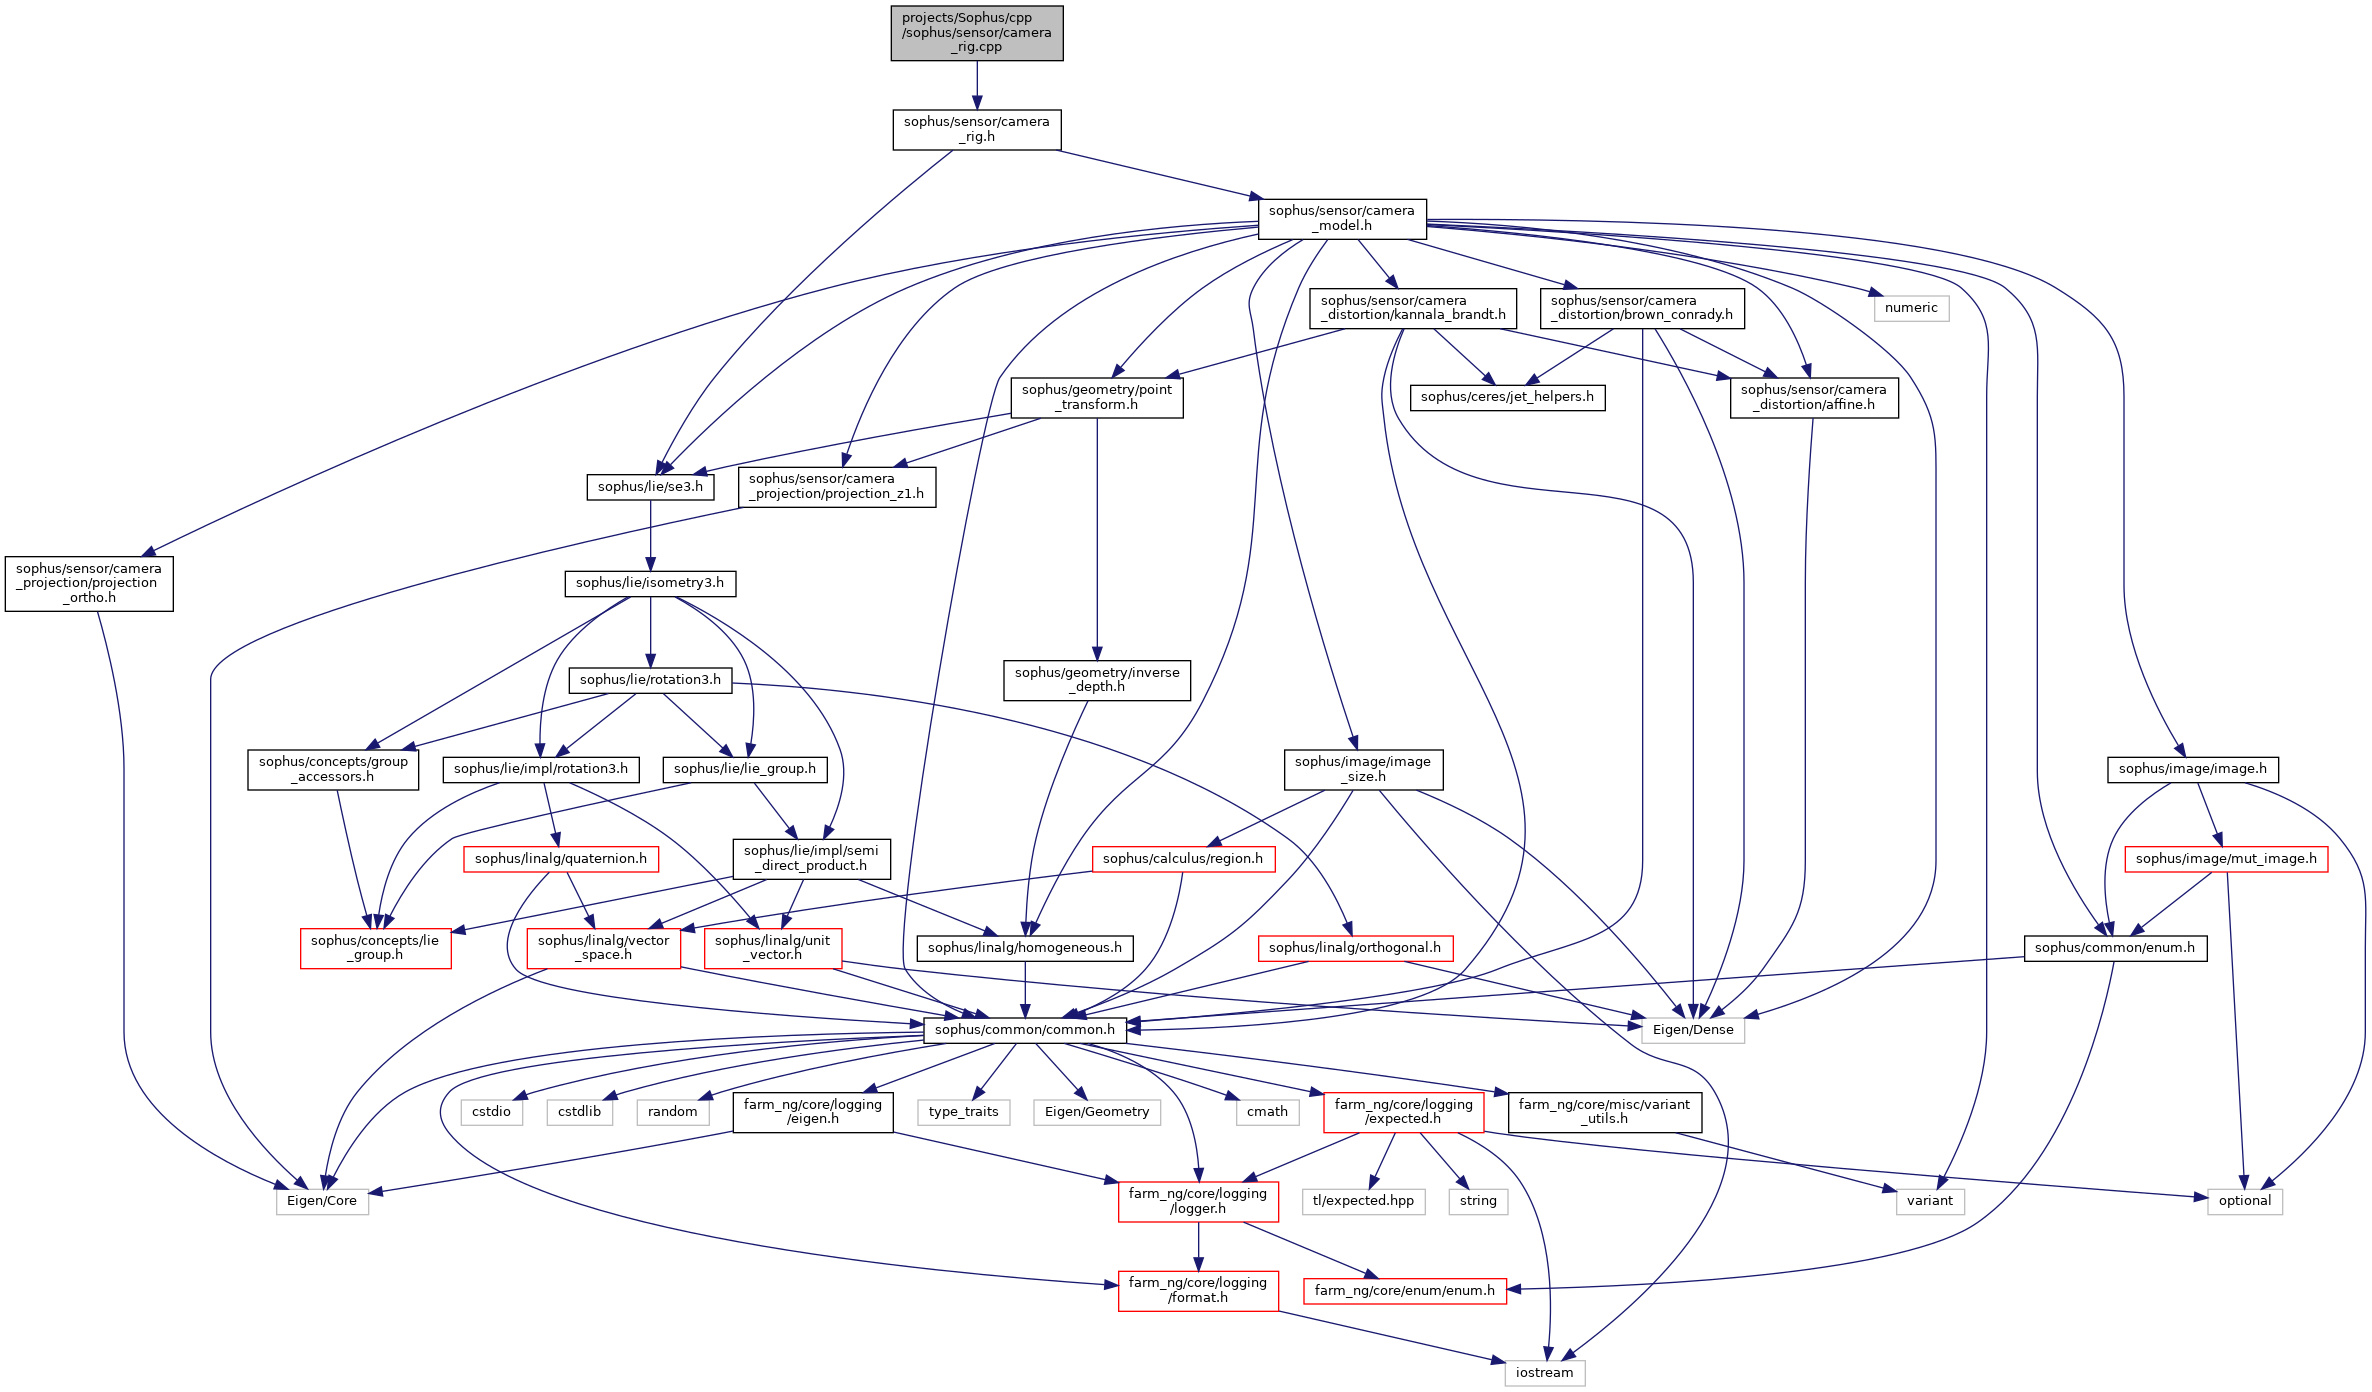 projects/Sophus/cpp
/sophus/sensor/camera
_rig.cpp
sophus/sensor/camera
_rig.h
sophus/sensor/camera
_model.h
sophus/sensor/camera
_distortion/kannala_brandt.h
sophus/sensor/camera
_distortion/brown_conrady.h
numeric
sophus/geometry/point
_transform.h
sophus/ceres/jet_helpers.h
sophus/sensor/camera
_distortion/affine.h
sophus/lie/se3.h
sophus/sensor/camera
_projection/projection_z1.h
sophus/sensor/camera
_projection/projection
_ortho.h
sophus/lie/isometry3.h
sophus/lie/rotation3.h
sophus/geometry/inverse
_depth.h
sophus/concepts/group
_accessors.h
sophus/lie/impl/rotation3.h
sophus/lie/lie_group.h
sophus/image/image
_size.h
sophus/image/image.h
sophus/linalg/quaternion.h
sophus/lie/impl/semi
_direct_product.h
sophus/calculus/region.h
sophus/image/mut_image.h
sophus/concepts/lie
_group.h
sophus/linalg/vector
_space.h
sophus/linalg/unit
_vector.h
sophus/linalg/homogeneous.h
sophus/linalg/orthogonal.h
sophus/common/enum.h
sophus/common/common.h
Eigen/Dense
cstdio
cstdlib
random
farm_ng/core/logging
/eigen.h
type_traits
Eigen/Geometry
cmath
farm_ng/core/logging
/expected.h
farm_ng/core/misc/variant
_utils.h
Eigen/Core
farm_ng/core/logging
/logger.h
tl/expected.hpp
string
variant
optional
farm_ng/core/logging
/format.h
farm_ng/core/enum/enum.h
iostream